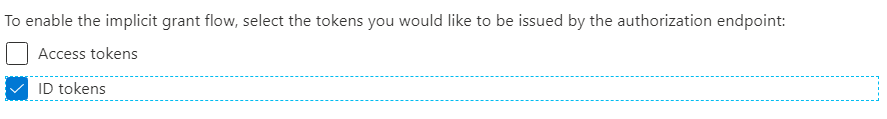 To enable the implicit grant flow, select the tokens you would like to be issued by the authorization endpoint:
Access tokens
ID tokens